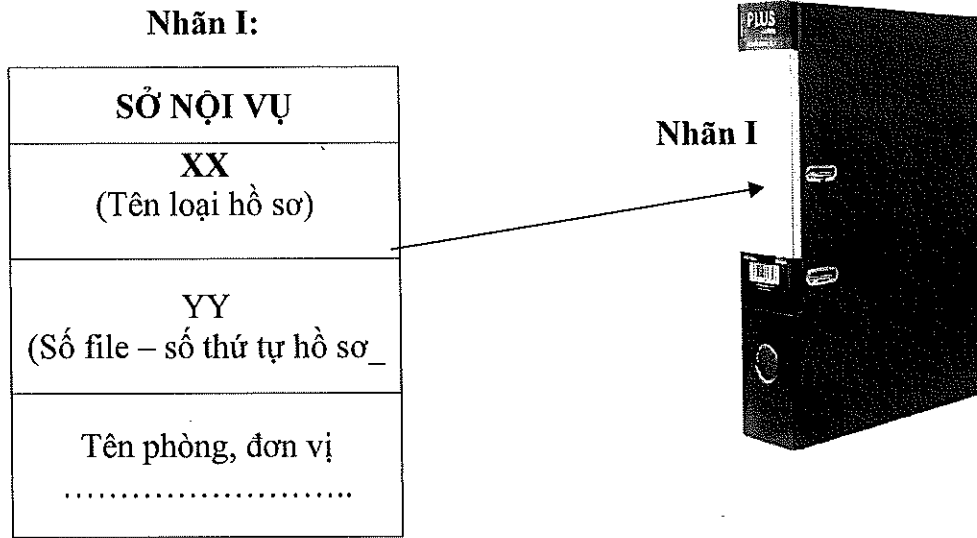 Nhãn I:
SỞ NỘI VỤ
XX
(Tên loại hồ sơ)
YY
(Số file – số thứ tự hồ sơ_
Tên phòng, đơn vị
………………………..
Nhãn I
PLUS